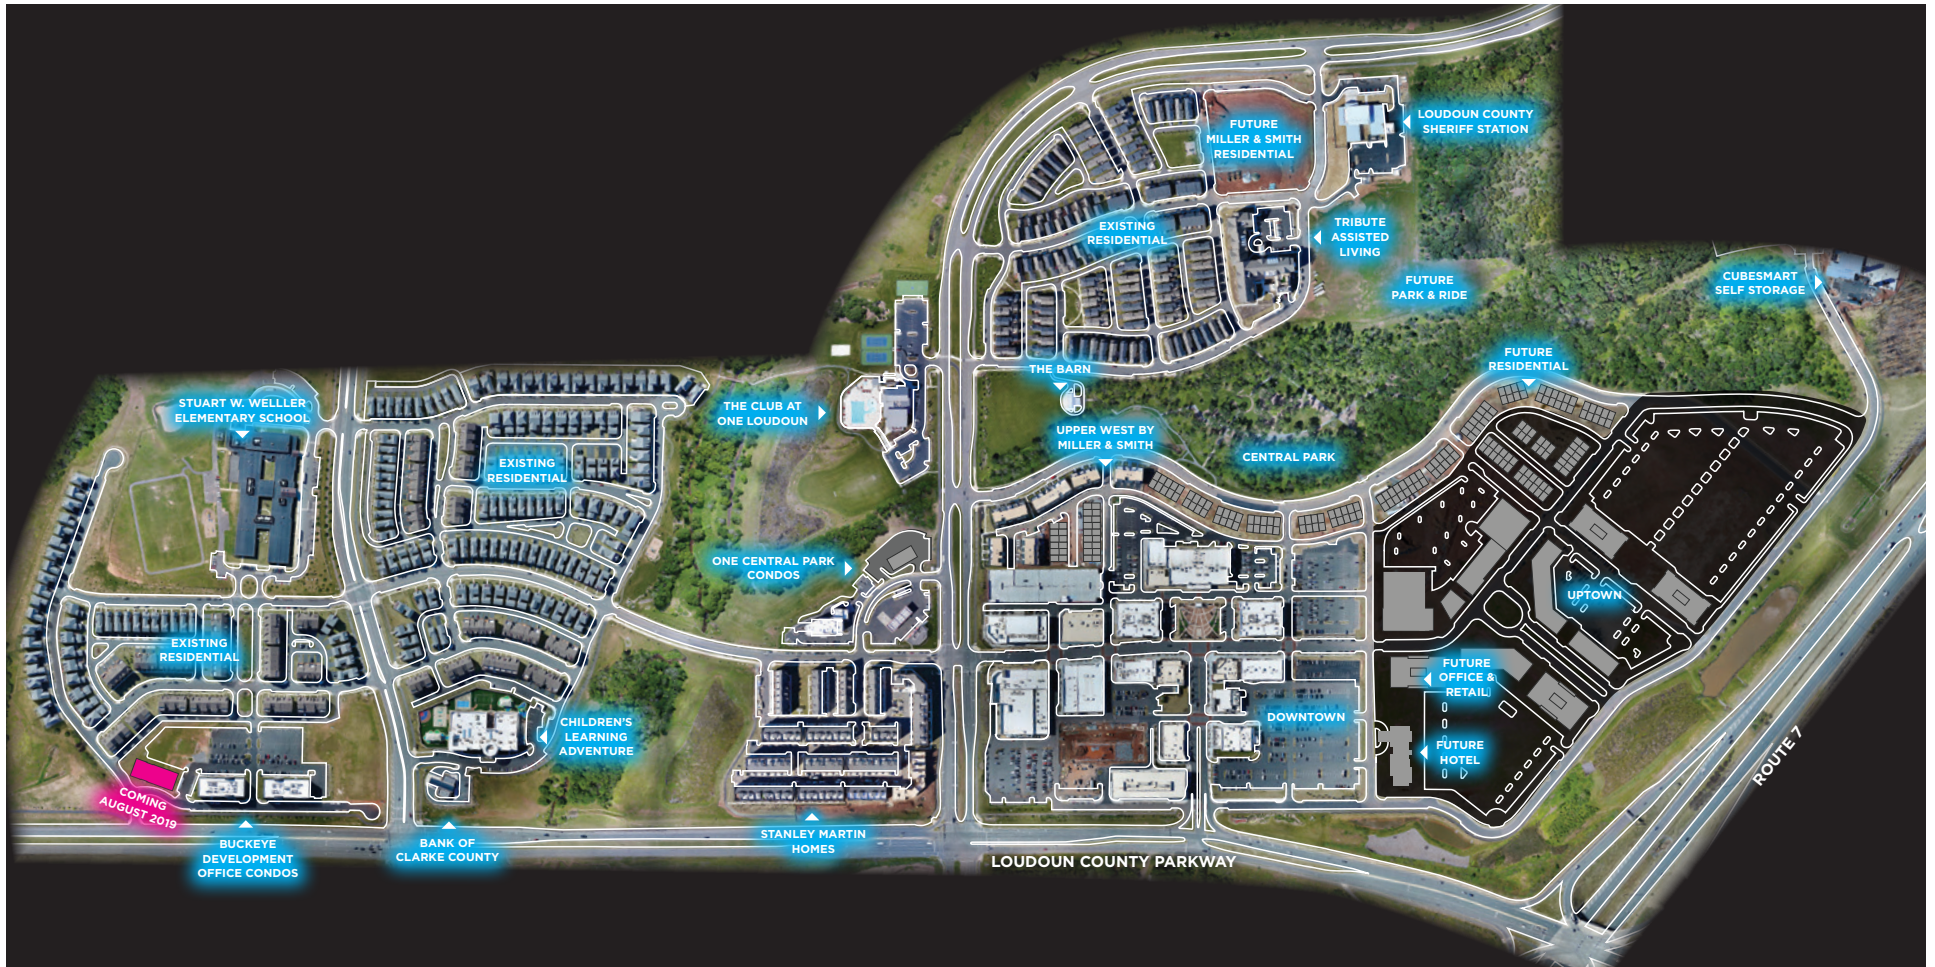 LOUDOUN COUNTY
SHERIFF STATION
FUTURE
MILLER & SMITH
RESIDENTIAL
TRIBUTE
ASSISTED
LIVING
EXISTING
RESIDENTIAL
FUTURE
PARK & RIDE
CUBESMART
SELF STORAGE
FUTURE
RESIDENTIAL
THE BARN
STUART W. WELLLER
ELEMENTARY SCHOOL
THE CLUB AT
ONE LOUDOUN
UPPER WEST BY
MILLER & SMITH
CENTRAL PARK
EXISTING
RESIDENTIAL
ONE CENTRAL PARK
CONDOS
UPTOWN
EXISTING
RESIDENTIAL
FUTURE
OFFICE &
RETAIL
CHILDREN'S
LEARNING
ADVENTURE
DOWNTOWN
FUTURE
HOTEL
ROUTE 7
COMING
AUGUST 2019
BUCKEYE
DEVELOPMENT
OFFICE CONDOS
BANK OF
CLARKE COUNTY
STANLEY MARTIN
HOMES
LOUDOUN COUNTY PARKWAY